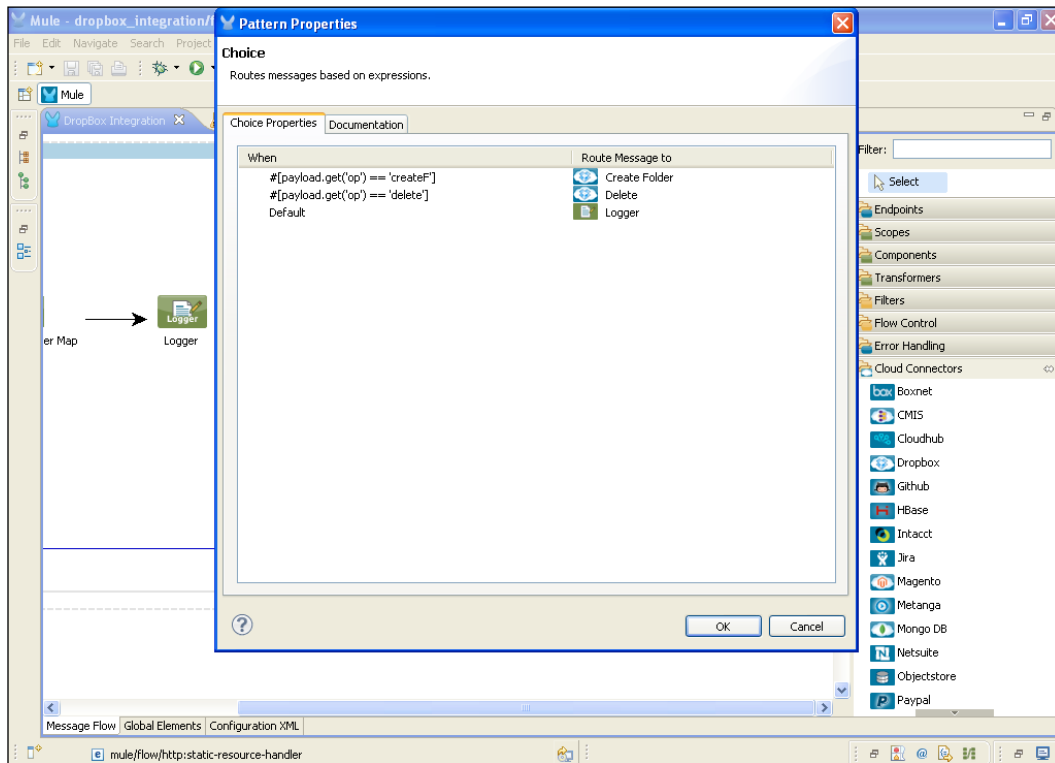 Mule - dropbox_integration/f
Pattern Properties
File Edit Navigate Search Project
Choice
Routes messages based on expressions.
Mule
DropBox Integration
Choice Properties Documentation
Filter:
When Route Message to
#[payload.get('op') == 'createF'] Create Folder
#[payload.get('op') == 'delete'] Delete
Default Logger
Select
Endpoints
Scopes
Components
Transformers
Filters
Flow Control
Error Handling
Cloud Connectors
Logger
er Map Logger
box Boxnet
CMIS
Cloudhub
Dropbox
Github
HBase
Intacct
Jira
Magento
Metanga
Mongo DB
Netsuite
Objectstore
Paypal
OK Cancel
Message Flow Global Elements Configuration XML
mule/flow/http:static-resource-handler